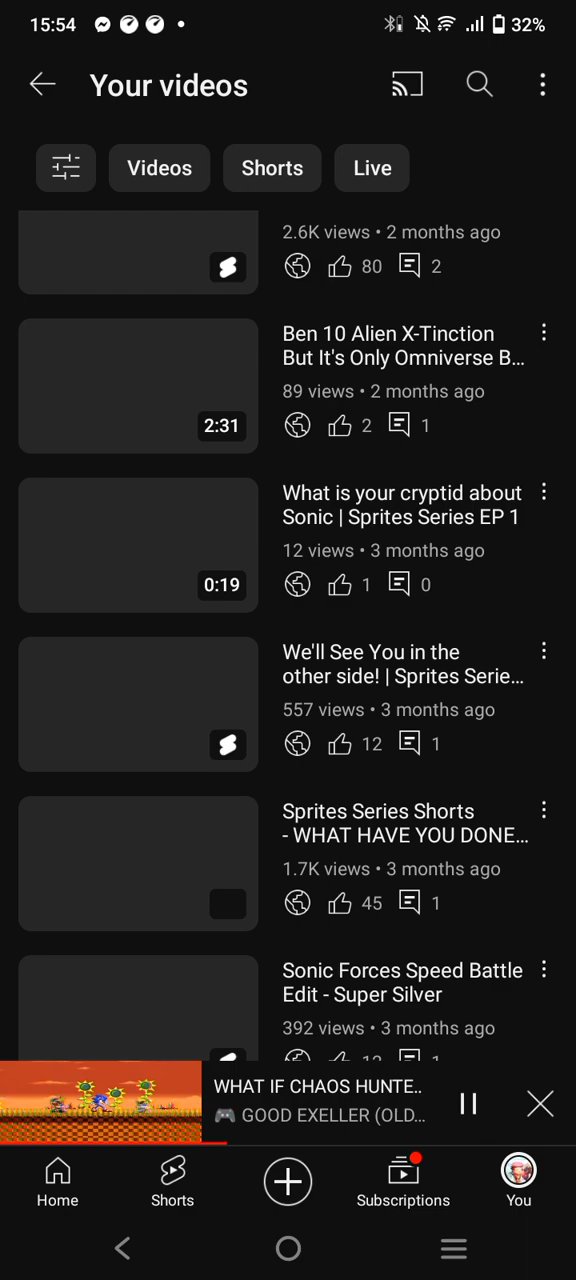 15:54
32%
Your videos
Videos
Shorts
Live
2.6K views • 2 months ago
80
2
Ben 10 Alien X-Tinction
But It's Only Omniverse B...
2:31
89 views • 2 months ago
2
1
What is your cryptid about
Sonic | Sprites Series EP 1
0:19
12 views • 3 months ago
1
0
We'll See You in the
other side! | Sprites Serie...
557 views • 3 months ago
12
1
Sprites Series Shorts
- WHAT HAVE YOU DONE...
1.7K views • 3 months ago
45
1
Sonic Forces Speed Battle
Edit - Super Silver
392 views • 3 months ago
WHAT IF CHAOS HUNTE..
🎮 GOOD EXELLER (OLD...
Home
Shorts
Subscriptions
You